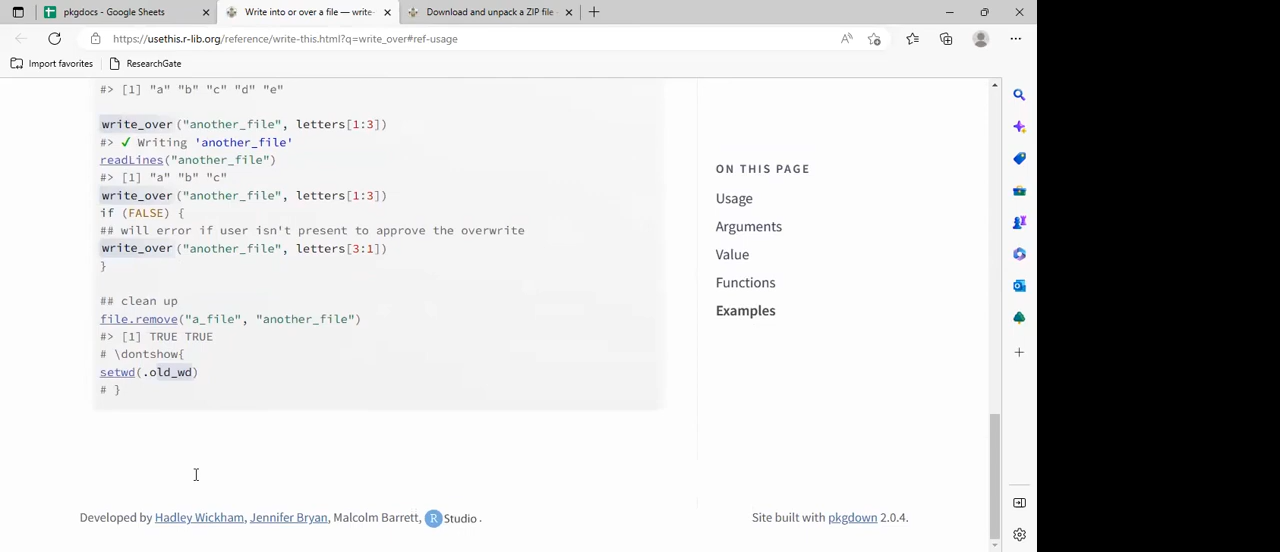 pkgdocs - Google Sheets
Write into or over a file — write-
Download and unpack a ZIP file
https://usethis.r-lib.org/reference/write-this.html?q=write_over#ref-usage
Import favorites
ResearchGate
#> [1] "a" "b" "c" "d" "e"
write_over("another_file", letters[1:3])
#> ✓ Writing 'another_file'
readLines("another_file")
#> [1] "a" "b" "c"
write_over("another_file", letters[1:3])
if (FALSE) {
## will error if user isn't present to approve the overwrite
write_over("another_file", letters[3:1])
}
## clean up
file.remove("a_file", "another_file")
#> [1] TRUE TRUE
# \dontshow{
setwd(.old_wd)
# }
ON THIS PAGE
Usage
Arguments
Value
Functions
Examples
Developed by Hadley Wickham, Jennifer Bryan, Malcolm Barrett, R Studio.
Site built with pkgdown 2.0.4.